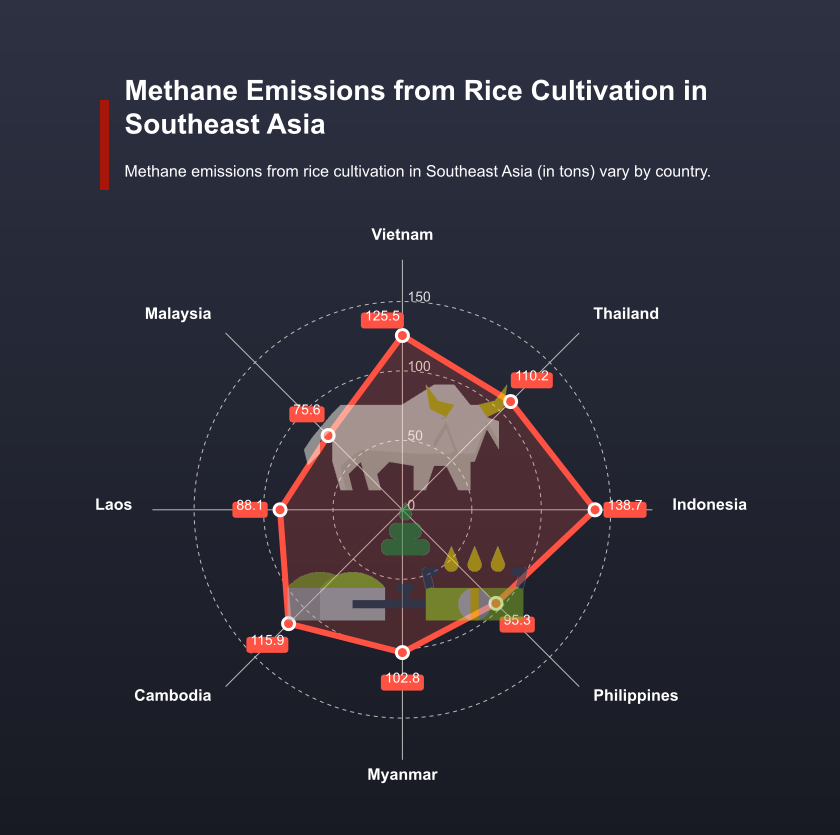 Methane Emissions from Rice Cultivation in
Southeast Asia
Methane emissions from rice cultivation in Southeast Asia (in tons) vary by country.
Vietnam
150
125.5
Malaysia
Thailand
100
110.2
75.6
50
Laos
88.1
0
138.7
Indonesia
95.3
115.9
102.8
Cambodia
Philippines
Myanmar